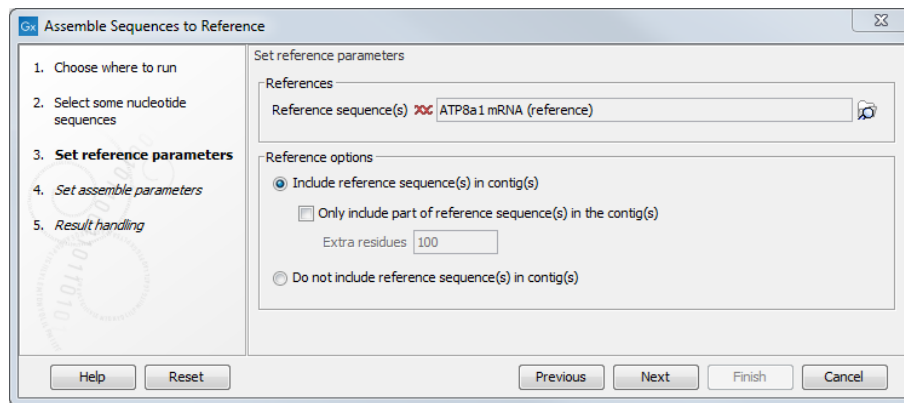 Gx Assemble Sequences to Reference
1. Choose where to run
2. Select some nucleotide
sequences
3. Set reference parameters
4. Set assemble parameters
5. Result handling
Set reference parameters
References
Reference sequence(s) ATP8a1 mRNA (reference)
Reference options
Include reference sequence(s) in contig(s)
Only include part of reference sequence(s) in the contig(s)
Extra residues 100
Do not include reference sequence(s) in contig(s)
Help Reset Previous Next Finish Cancel